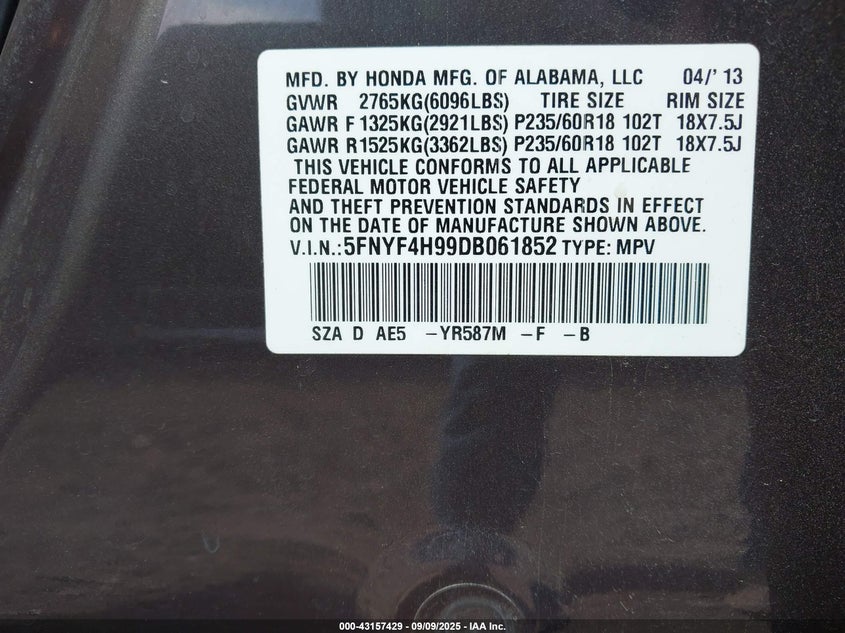 MFD. BY HONDA MFG. OF ALABAMA, LLC 04/' 13
GVWR 2765KG(6096LBS) TIRE SIZE RIM SIZE
GAWR F 1325KG(2921LBS) P235/60R18 102T 18X7.5J
GAWR R1525KG(3362LBS) P235/60R18 102T 18X7.5J
THIS VEHICLE CONFORMS TO ALL APPLICABLE
FEDERAL MOTOR VEHICLE SAFETY
AND THEFT PREVENTION STANDARDS IN EFFECT
ON THE DATE OF MANUFACTURE SHOWN ABOVE.
V.I.N.:5FNYF4H99DB061852 TYPE: MPV
SZA D AE5 -YR587M -F -B
000-43157429 - 09/09/2025 - IAA Inc.